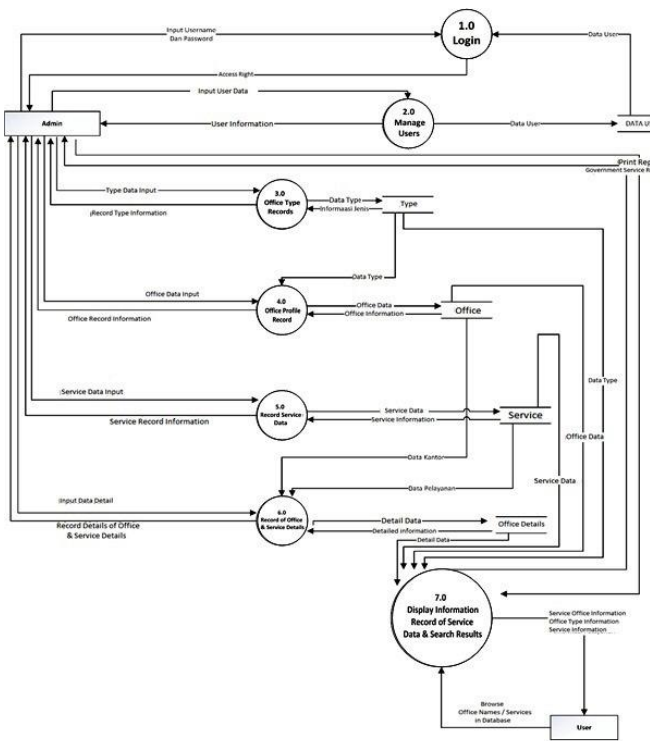 Input Username
Dan Password
1.0
Login
Data User
Access Right
Input User Data
Admin
User Information
2.0
Manage
Users
Data User
DATA US
Print Rep
Government Service R
Type Data Input
Record Type Information
3.0
Office Type
Records
Data Type
Informaasi Jenis
Type
Data Type
Office Data Input
Office Record Information
4.0
Office Profile
Record
Office Data
Office Information
Office
Data Type
Service Data Input
Service Record Information
5.0
Record Service
Data
Service Data
Service Information
Service
Office Data
Service Data
Data Kantor
Data Pelayanan
Input Data Detail
Record Details of Office
& Service Details
6.0
Record of Office
& Service Details
Detail Data
Detailed Information
Office Details
Detail Data
7.0
Display Information
Record of Service
Data & Search Results
Service Office Information
Office Type Information
Service Information
Browse
Office Names / Services
in Database
User